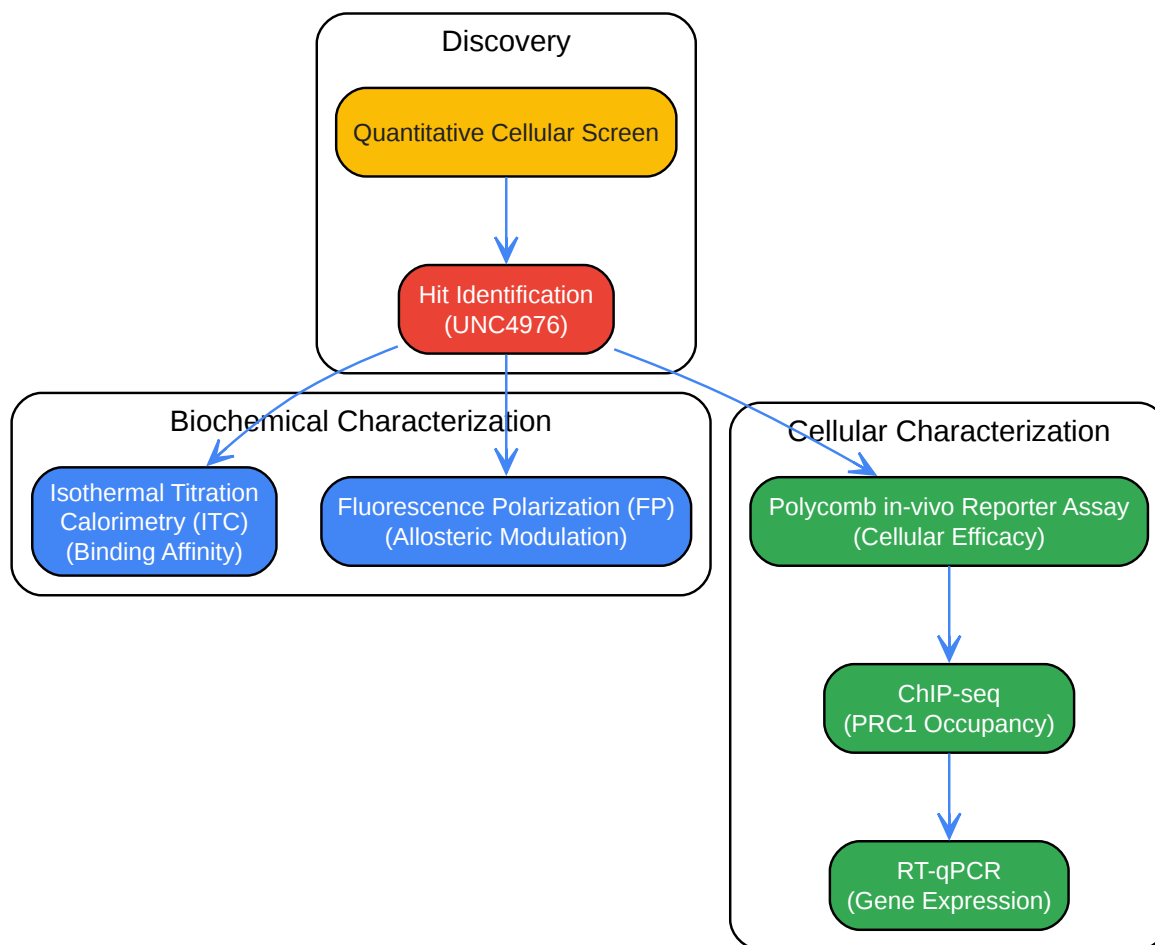 Discovery
Quantitative Cellular Screen
Hit Identification
(UNC4976)
Biochemical Characterization
Isothermal Titration
Calorimetry (ITC)
(Binding Affinity)
Fluorescence Polarization (FP)
(Allosteric Modulation)
Cellular Characterization
Polycomb in-vivo Reporter Assay
(Cellular Efficacy)
ChIP-seq
(PRC1 Occupancy)
RT-qPCR
(Gene Expression)